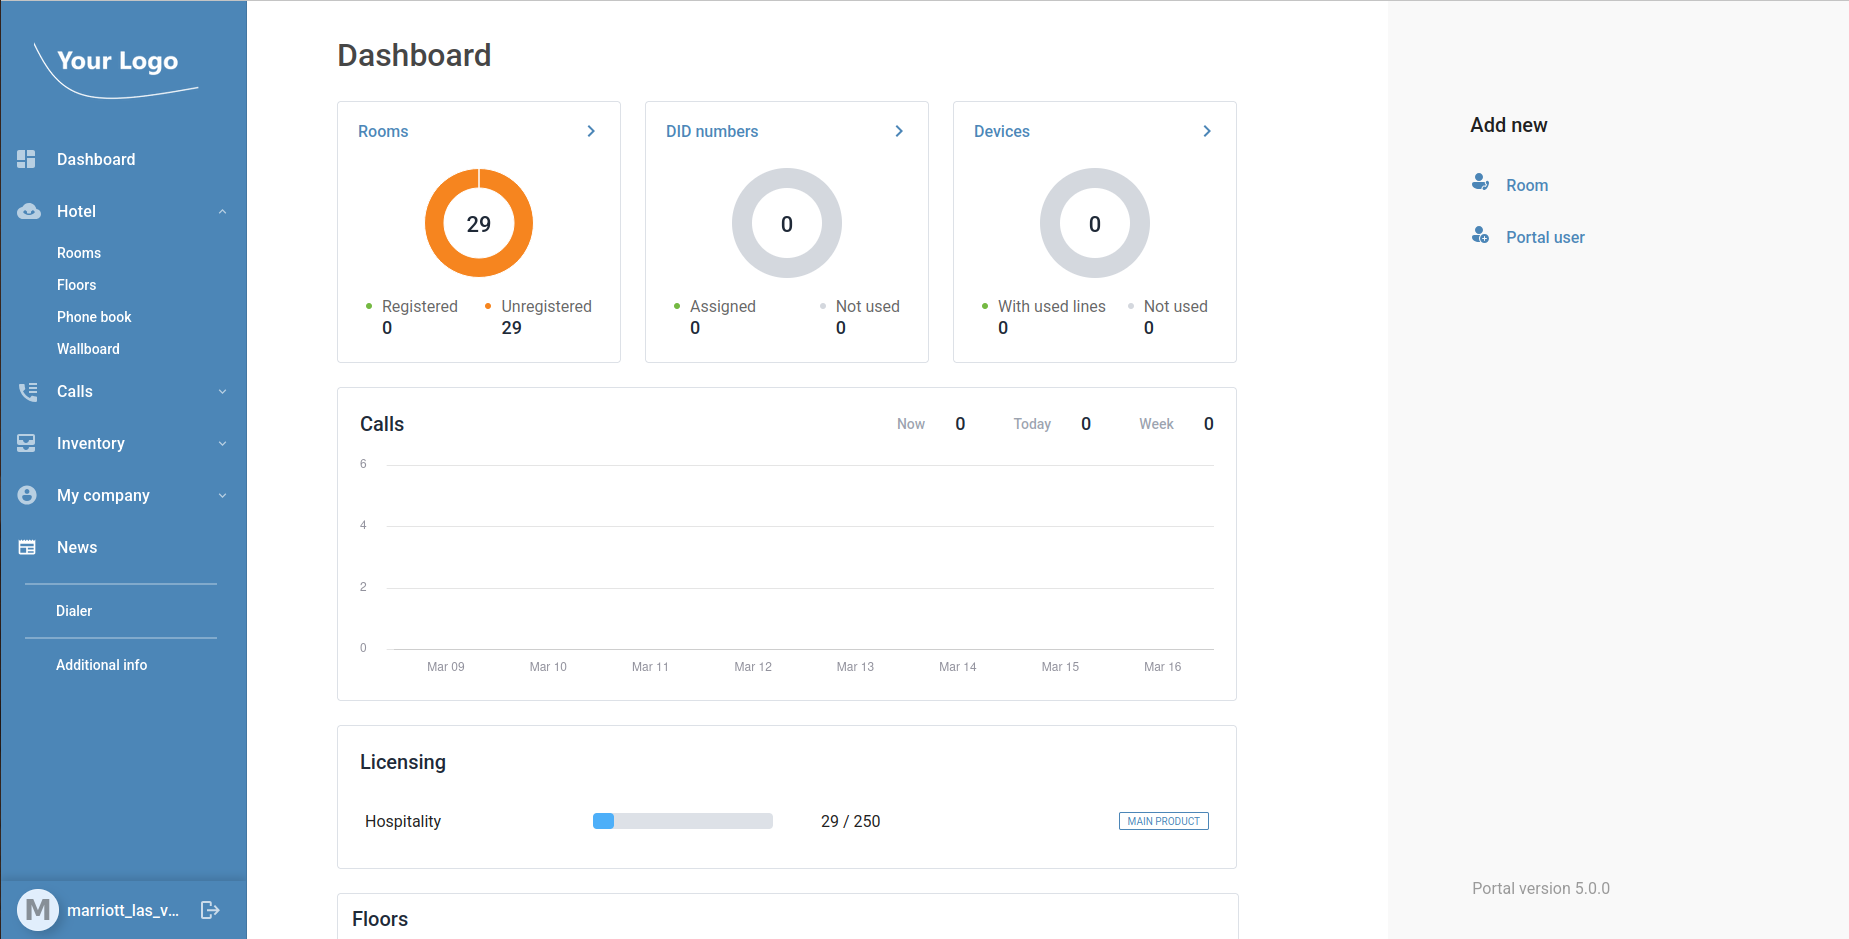 Your Logo
Dashboard
Hotel
Rooms
Floors
Phone book
Wallboard
Calls
Inventory
My company
News
Dialer
Additional info
M marriott_las_v...
Dashboard
Rooms
29
Registered Unregistered
0 29
DID numbers
0
Assigned Not used
0 0
Devices
0
With used lines Not used
0 0
Calls Now 0 Today 0 Week 0
6
4
2
0
Mar 09 Mar 10 Mar 11 Mar 12 Mar 13 Mar 14 Mar 15 Mar 16
Licensing
Hospitality 29 / 250 MAIN PRODUCT
Floors
Add new
Room
Portal user
Portal version 5.0.0